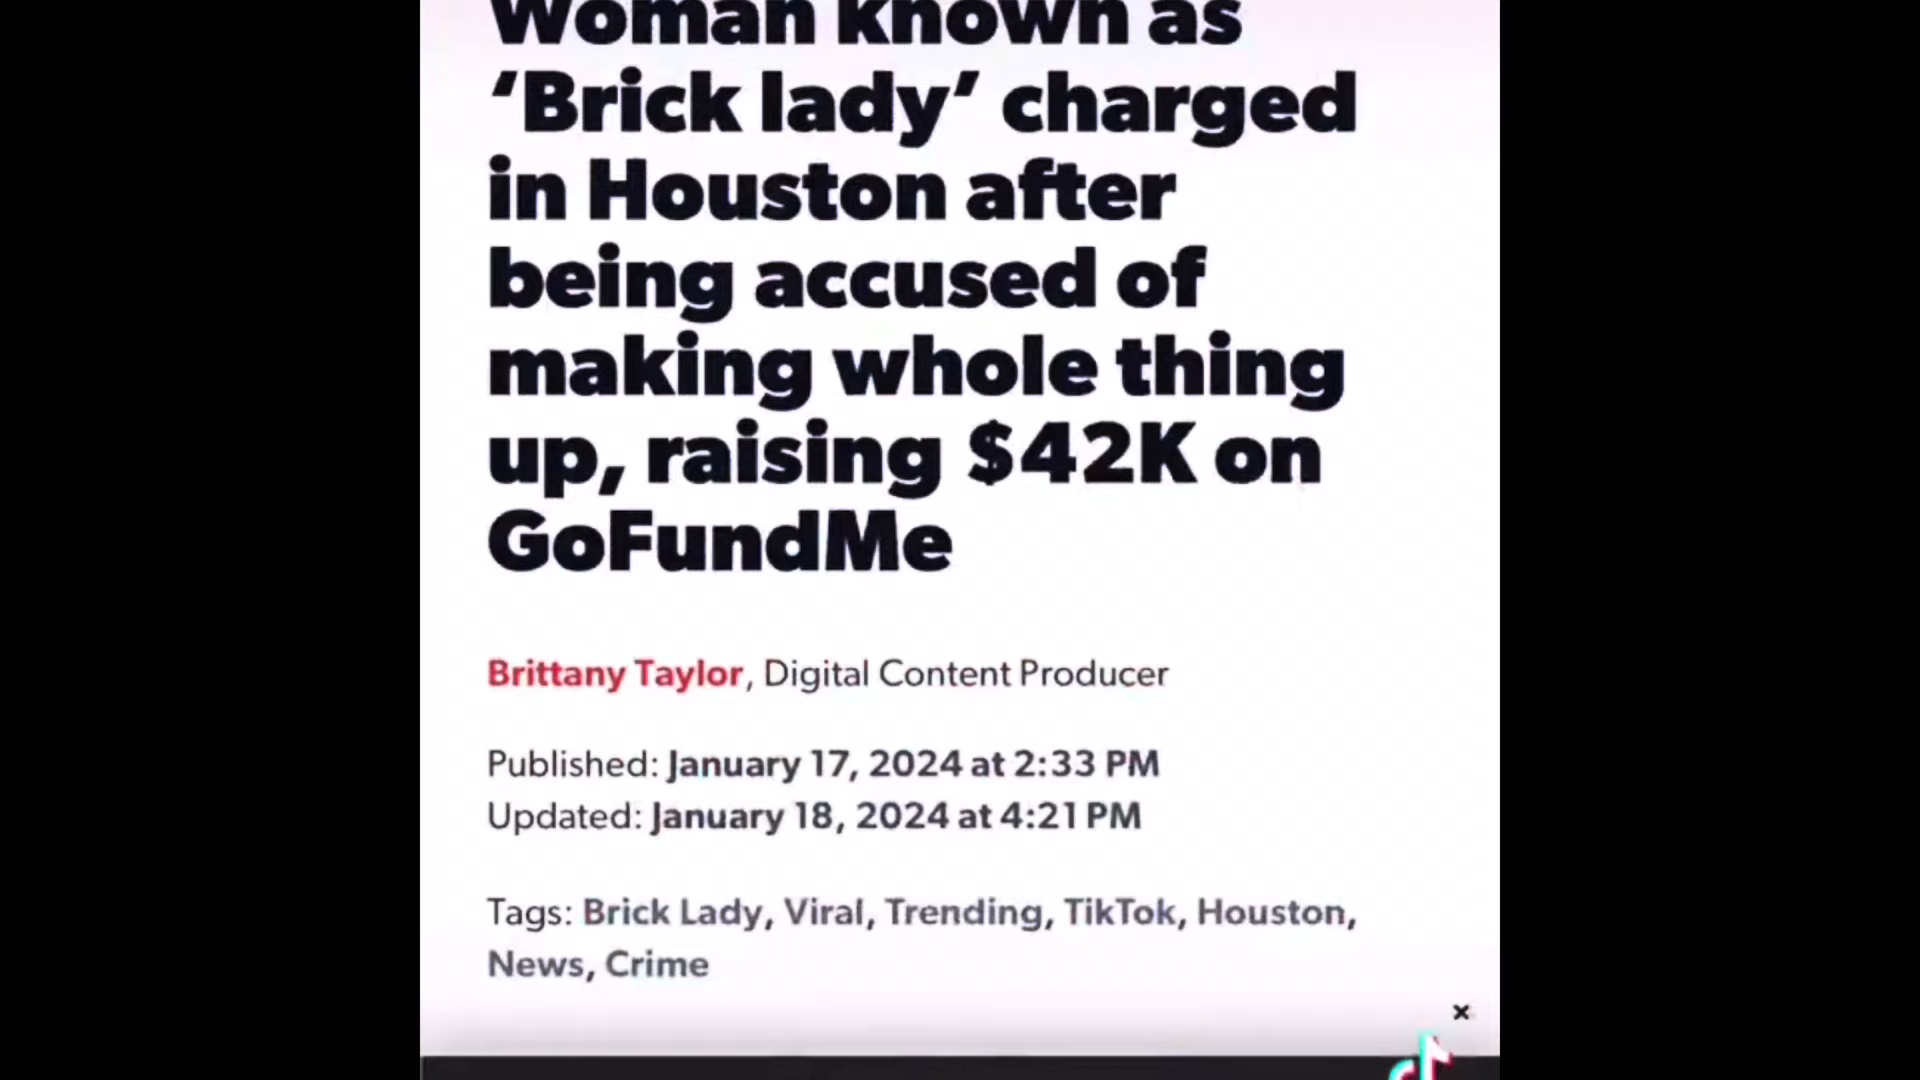 Woman known as
‘Brick lady’ charged
in Houston after
being accused of
making whole thing
up, raising $42K on
GoFundMe
Brittany Taylor, Digital Content Producer
Published: January 17, 2024 at 2:33 PM
Updated: January 18, 2024 at 4:21 PM
Tags: Brick Lady, Viral, Trending, TikTok, Houston,
News, Crime